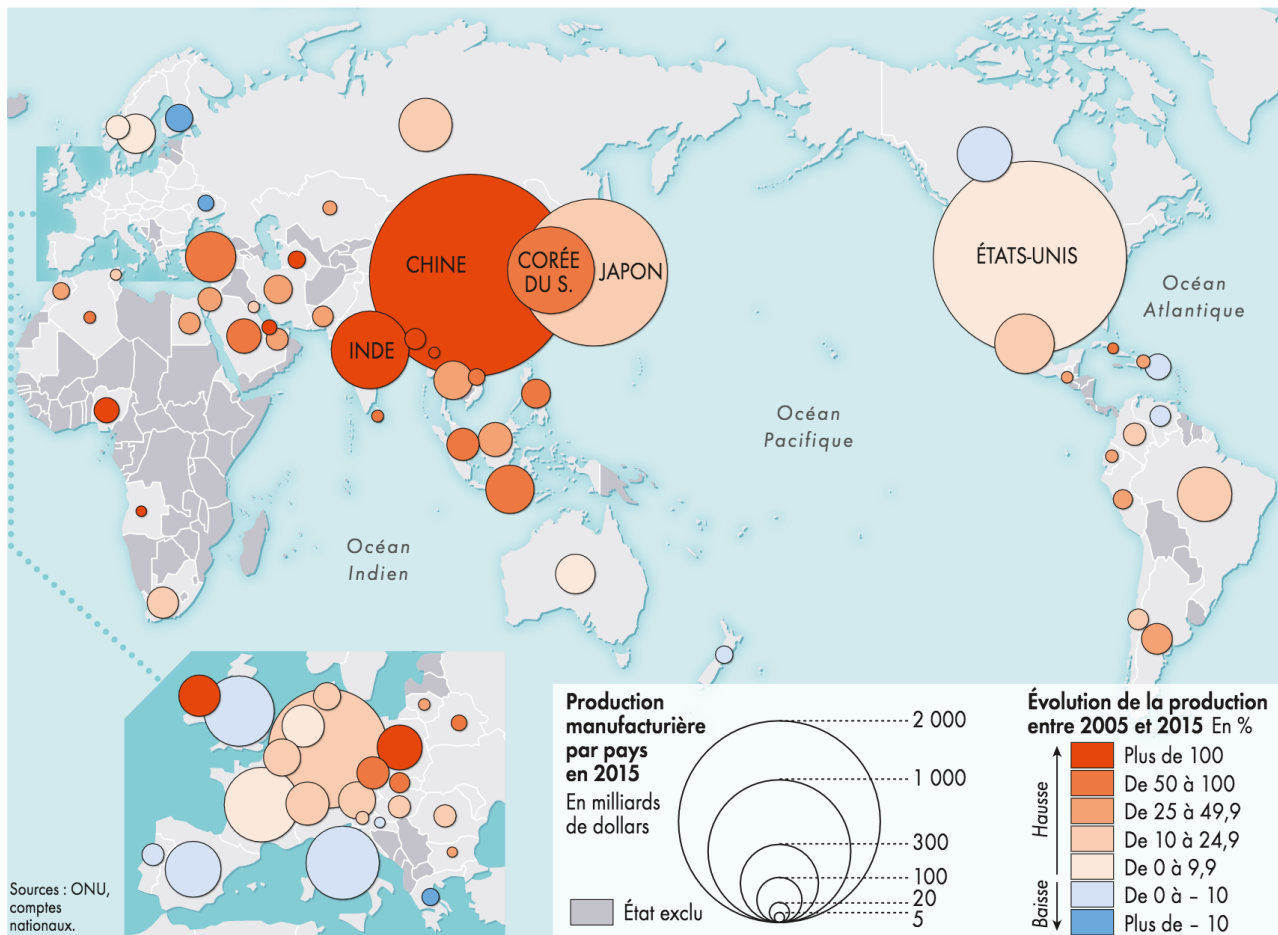 CHINE
CORÉE
DU S.
JAPON
INDE
ÉTATS-UNIS
Océan
Atlantique
Océan
Pacifique
Océan
Indien
Sources : ONU,
comptes
nationaux.
Production
manufacturière
par pays
en 2015
En milliards
de dollars
2 000
1 000
300
100
20
5
État exclu
Évolution de la production
entre 2005 et 2015 En %
Hausse
Plus de 100
De 50 à 100
De 25 à 49,9
De 10 à 24,9
De 0 à 9,9
Baisse
De 0 à – 10
Plus de – 10